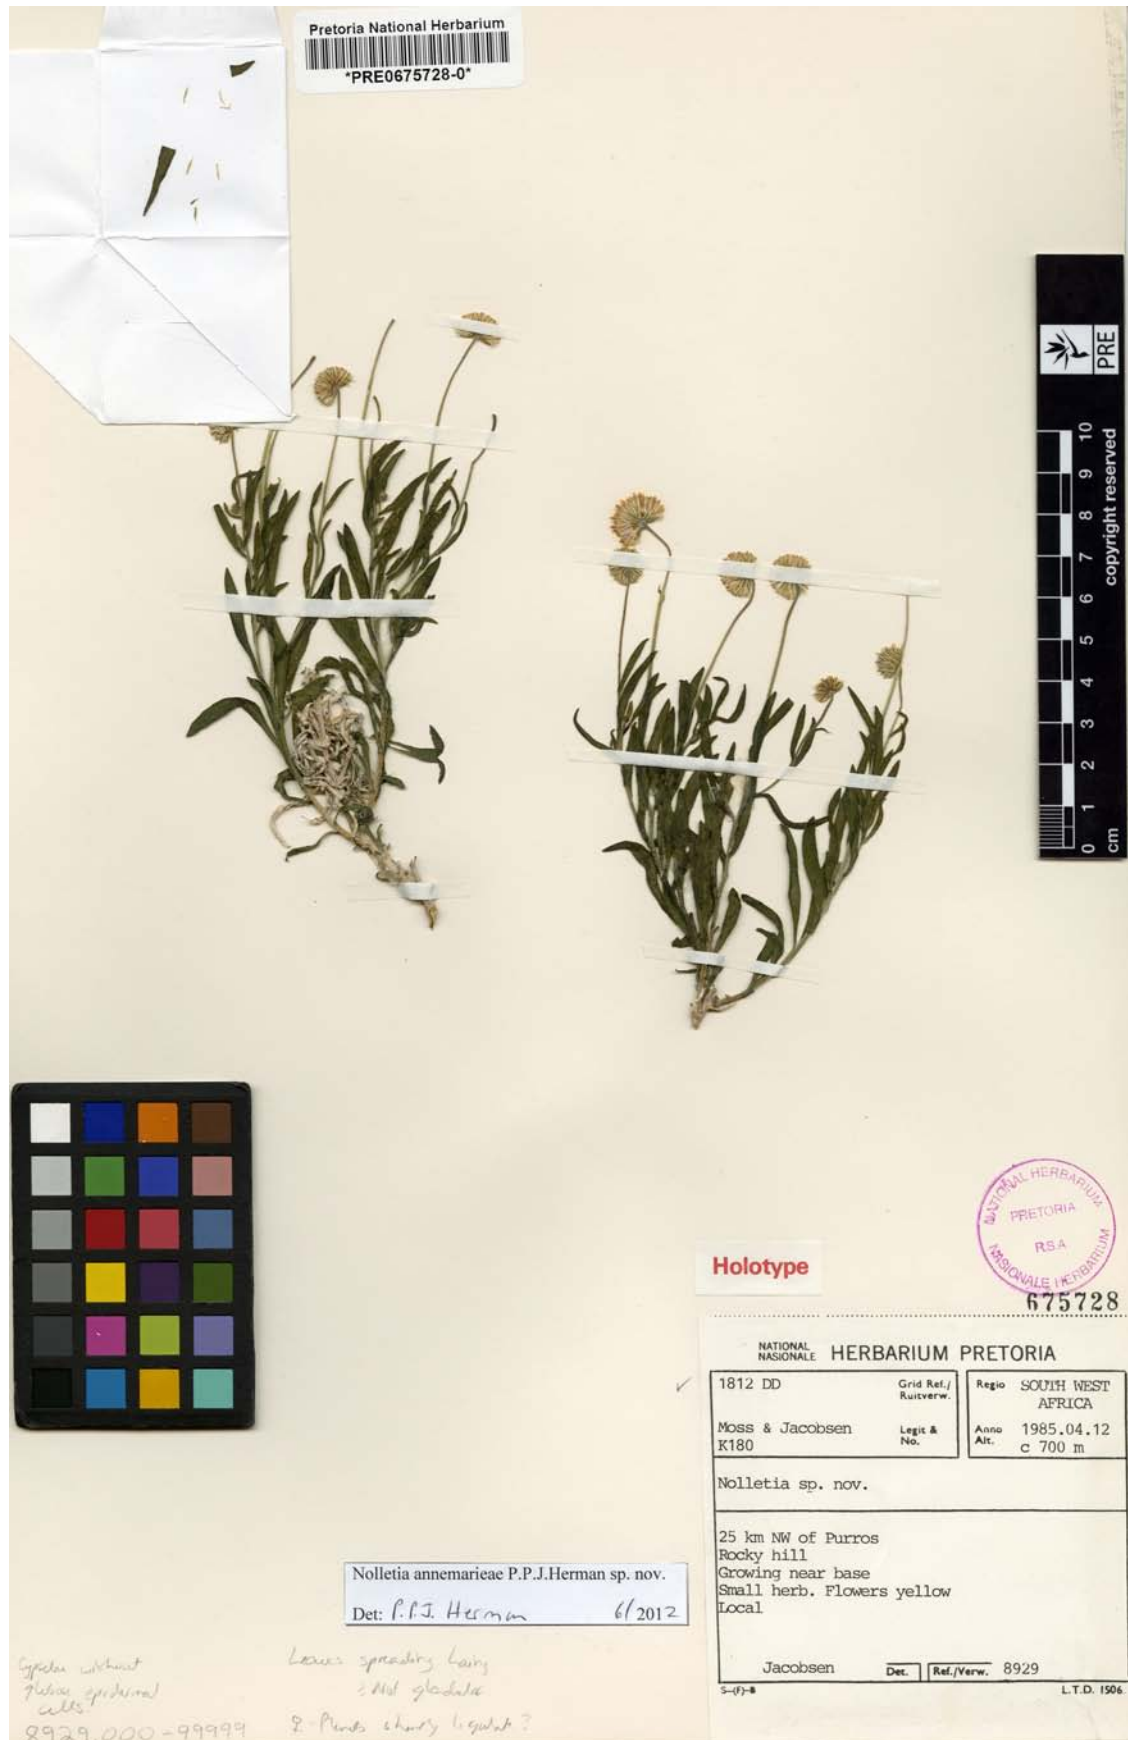 Pretoria National Herbarium
*PRE0675728-0*
PRE
copyright reserved
10
9
8
7
6
5
4
3
2
1
0
cm
NATIONAL HERBARIUM
PRETORIA
R.S.A
NASIONALE HERBARIUM
675728
Holotype
NATIONAL
NASIONALE HERBARIUM PRETORIA
1812 DD Grid Ref./ Ruitverw.
Regio SOUTH WEST
AFRICA
Moss & Jacobsen Legit &
K180 No.
Anno 1985.04.12
Alt. c 700 m
Nolletia sp. nov.
25 km NW of Purros
Rocky hill
Growing near base
Small herb. Flowers yellow
Local
Jacobsen Det. Ref./Verw. 8929
S-(F)-B L.T.D. 1506
Nolletia annemarieae P.P.J.Herman sp. nov.
Det: P.P.J. Herman 6/2012
Cypselae without
epidermal
cells
8929.000-99999
Leaves spreading hairy
♀